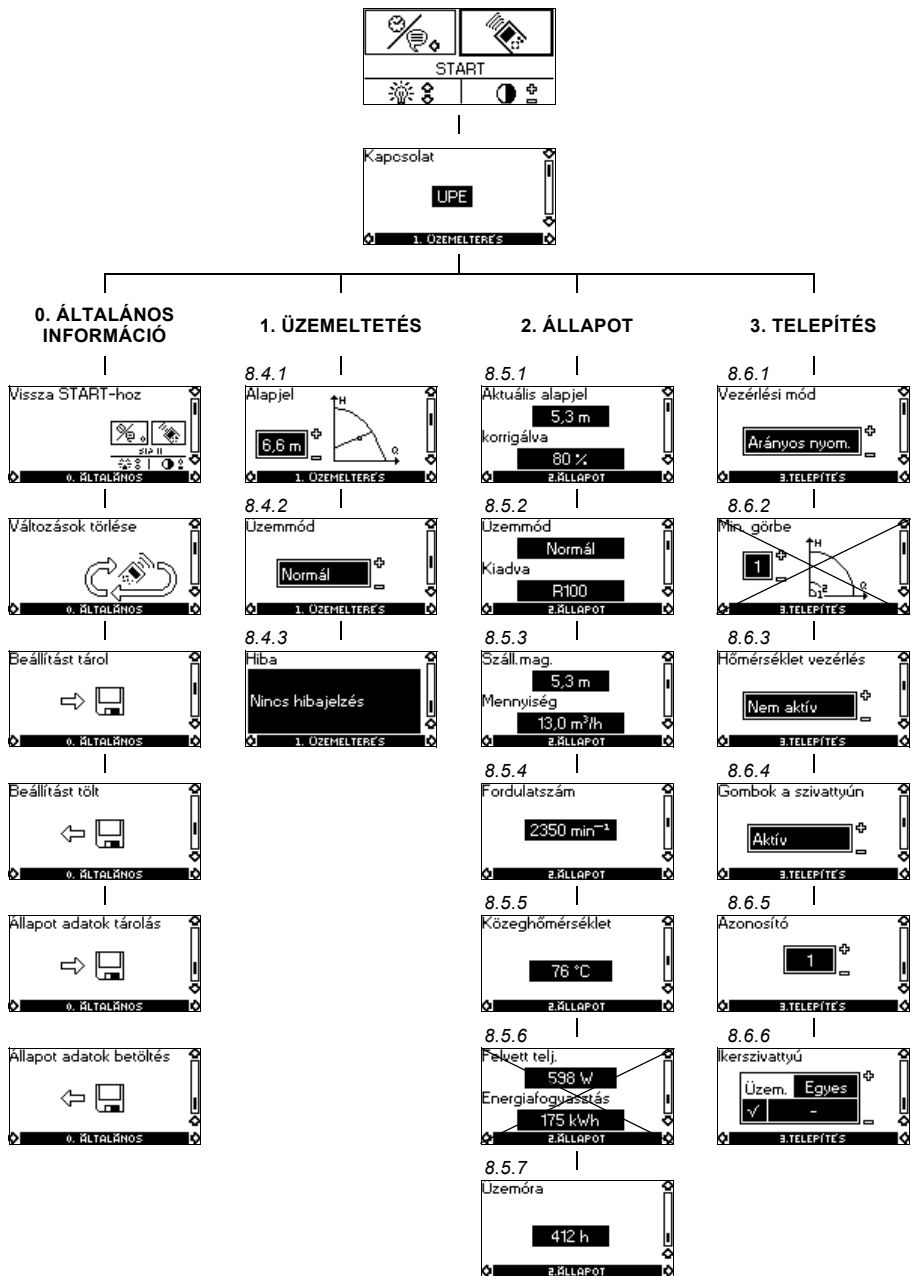 START
Kapcsolat
UPE
1. ÜZEMELTERÉS
0. ÁLTALÁNOS
INFORMÁCIÓ
Vissza START-hoz
START
0. ÁLTALÁNOS
Változások törlése
0. ÁLTALÁNOS
Beállítást tárol
0. ÁLTALÁNOS
Beállítást tölt
0. ÁLTALÁNOS
Állapot adatok tárolás
0. ÁLTALÁNOS
Állapot adatok betöltés
0. ÁLTALÁNOS
1. ÜZEMELTETÉS
8.4.1
Alapjel
H
6,6 m
Q
1. ÜZEMELTERÉS
8.4.2
Üzemmód
Normál
1. ÜZEMELTERÉS
8.4.3
Hiba
Nincs hibajelzés
1. ÜZEMELTERÉS
2. ÁLLAPOT
8.5.1
Aktuális alapjel
5,3 m
korrigálva
80 %
2.ÁLLAPOT
8.5.2
Üzemmód
Normál
Kiadva
R100
2.ÁLLAPOT
8.5.3
Száll.mag.
5,3 m
Mennyiség
13,0 m³/h
2.ÁLLAPOT
8.5.4
Fordulatszám
2350 min⁻¹
2.ÁLLAPOT
8.5.5
Közeghőmérséklet
76 °C
2.ÁLLAPOT
8.5.6
Felvett telj.
598 W
Energiafogyasztás
175 kWh
2.ÁLLAPOT
8.5.7
Üzemóra
412 h
2.ÁLLAPOT
3. TELEPÍTÉS
8.6.1
Vezérlési mód
Arányos nyom.
3.TELEPÍTÉS
8.6.2
Min. görbe
H
1
1 2
Q
3.TELEPÍTÉS
8.6.3
Hőmérséklet vezérlés
Nem aktív
3.TELEPÍTÉS
8.6.4
Gombok a szivattyún
Aktív
3.TELEPÍTÉS
8.6.5
Azonosító
1
3.TELEPÍTÉS
8.6.6
Ikerszivattyú
Üzem. Egyes
√ -
3.TELEPÍTÉS